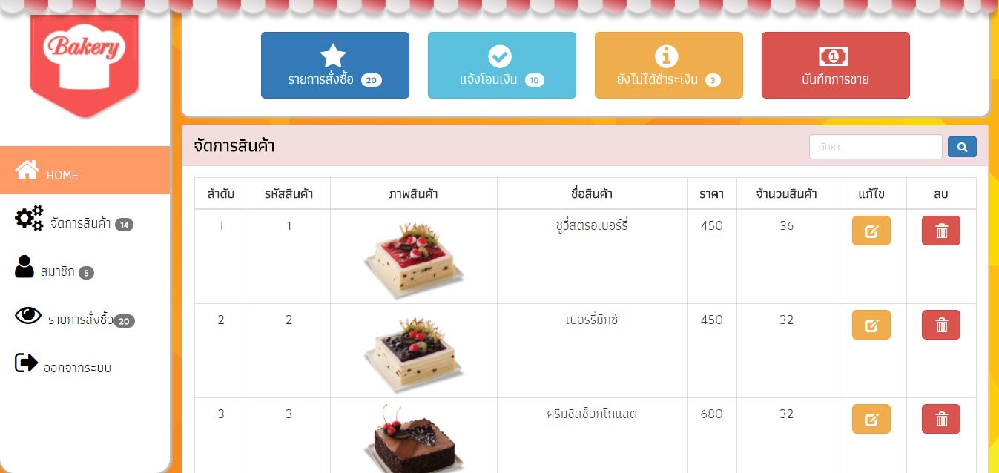 Bakery
HOME
จัดการสินค้า 14
สมาชิก 5
รายการสั่งซื้อ 20
ออกจากระบบ
รายการสั่งซื้อ 20
แจ้งโอนเงิน 10
ยังไม่ได้ชำระเงิน 3
1
บันทึกการขาย
จัดการสินค้า ค้นหา...
ลำดับ รหัสสินค้า ภาพสินค้า ชื่อสินค้า ราคา จำนวนสินค้า แก้ไข ลบ
1 1 ชูวี่สตรอเบอร์รี่ 450 36
2 2 เบอร์รี่มิกซ์ 450 32
3 3 ครีมชีสช็อกโกแลต 680 32